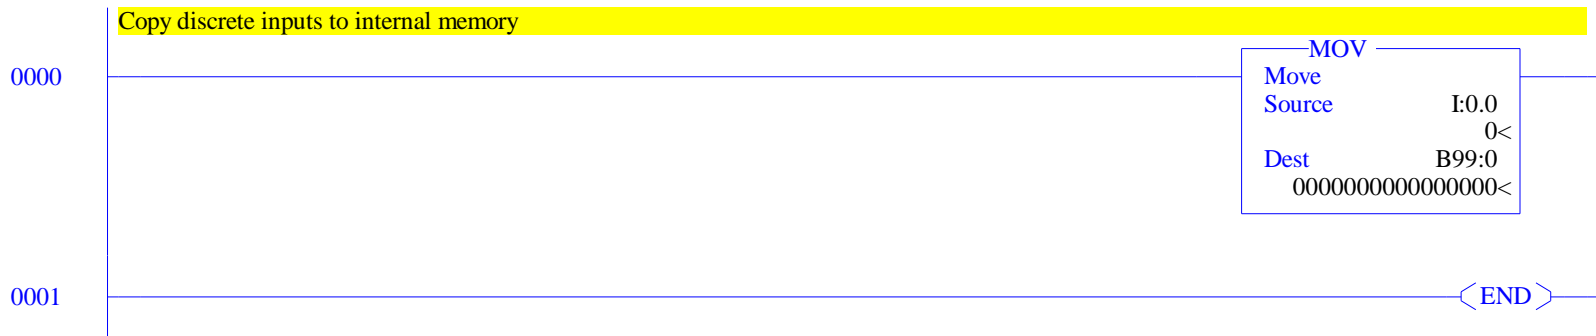 Copy discrete inputs to internal memory
MOV
0000
Move
Source I:0.0
0<
Dest B99:0
0000000000000000<
0001
END